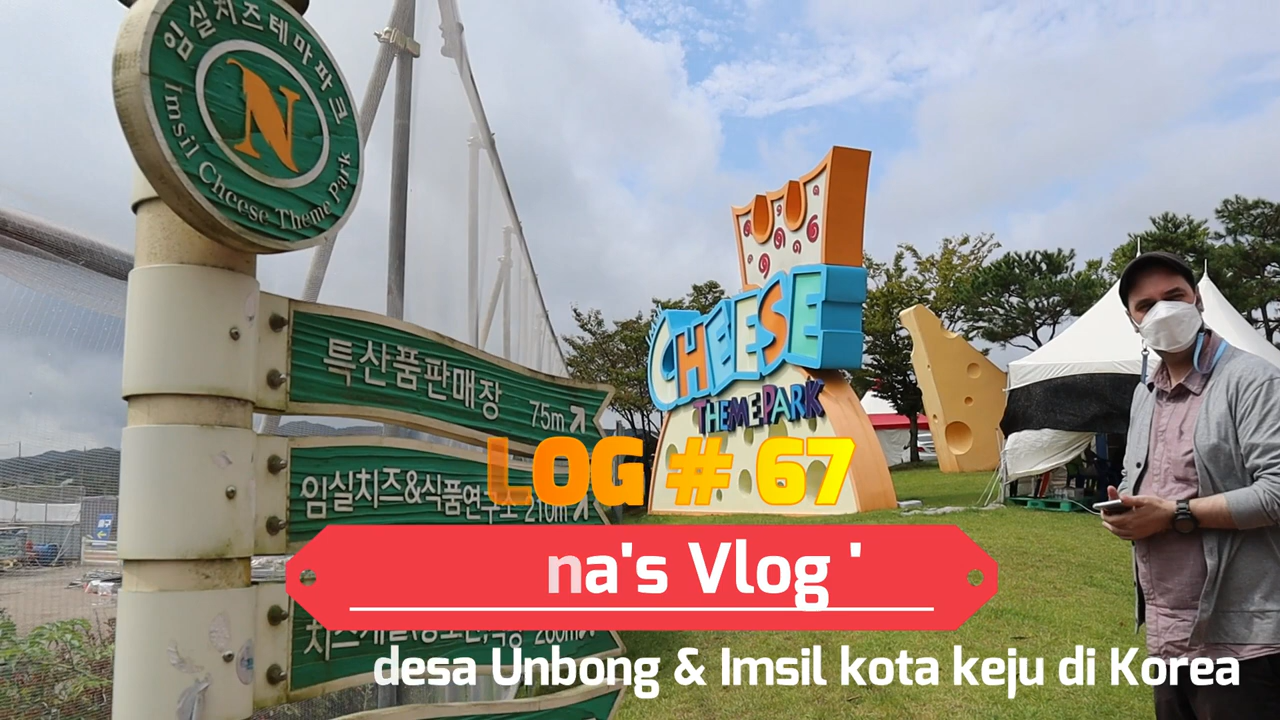 임실치즈테마파크
N
Imsil Cheese Theme Park
특산품판매장 75m
임실치즈&식품연구소 210m
CHEESE
THEMEPARK
LOG # 67
na's Vlog '
desa Unbong & Imsil kota keju di Korea